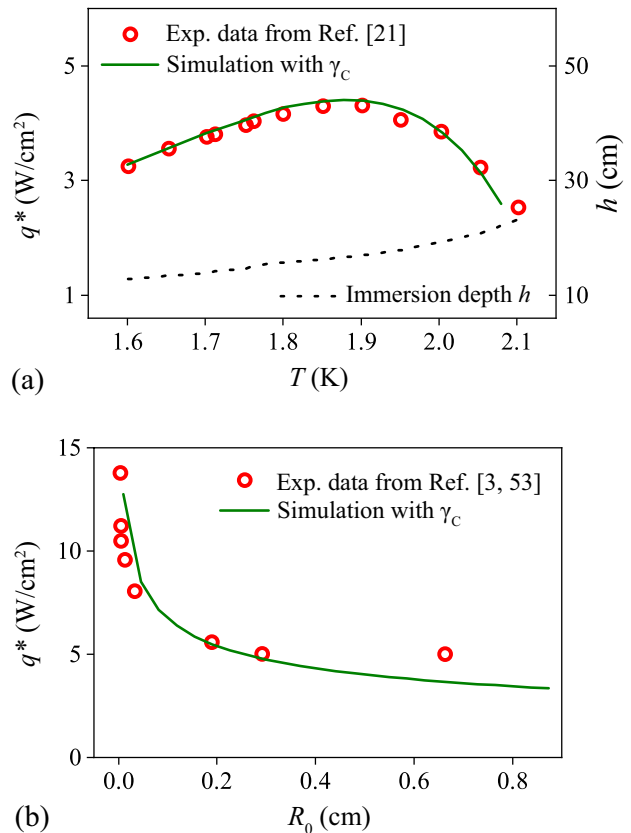 Exp. data from Ref. [21]
Simulation with γC
5
3
1
q* (W/cm²)
50
30
10
h (cm)
Immersion depth h
1.6 1.7 1.8 1.9 2.0 2.1
(a)
T (K)
15
10
5
0
q* (W/cm²)
Exp. data from Ref. [3, 53]
Simulation with γC
0.0 0.2 0.4 0.6 0.8
(b)
R0 (cm)